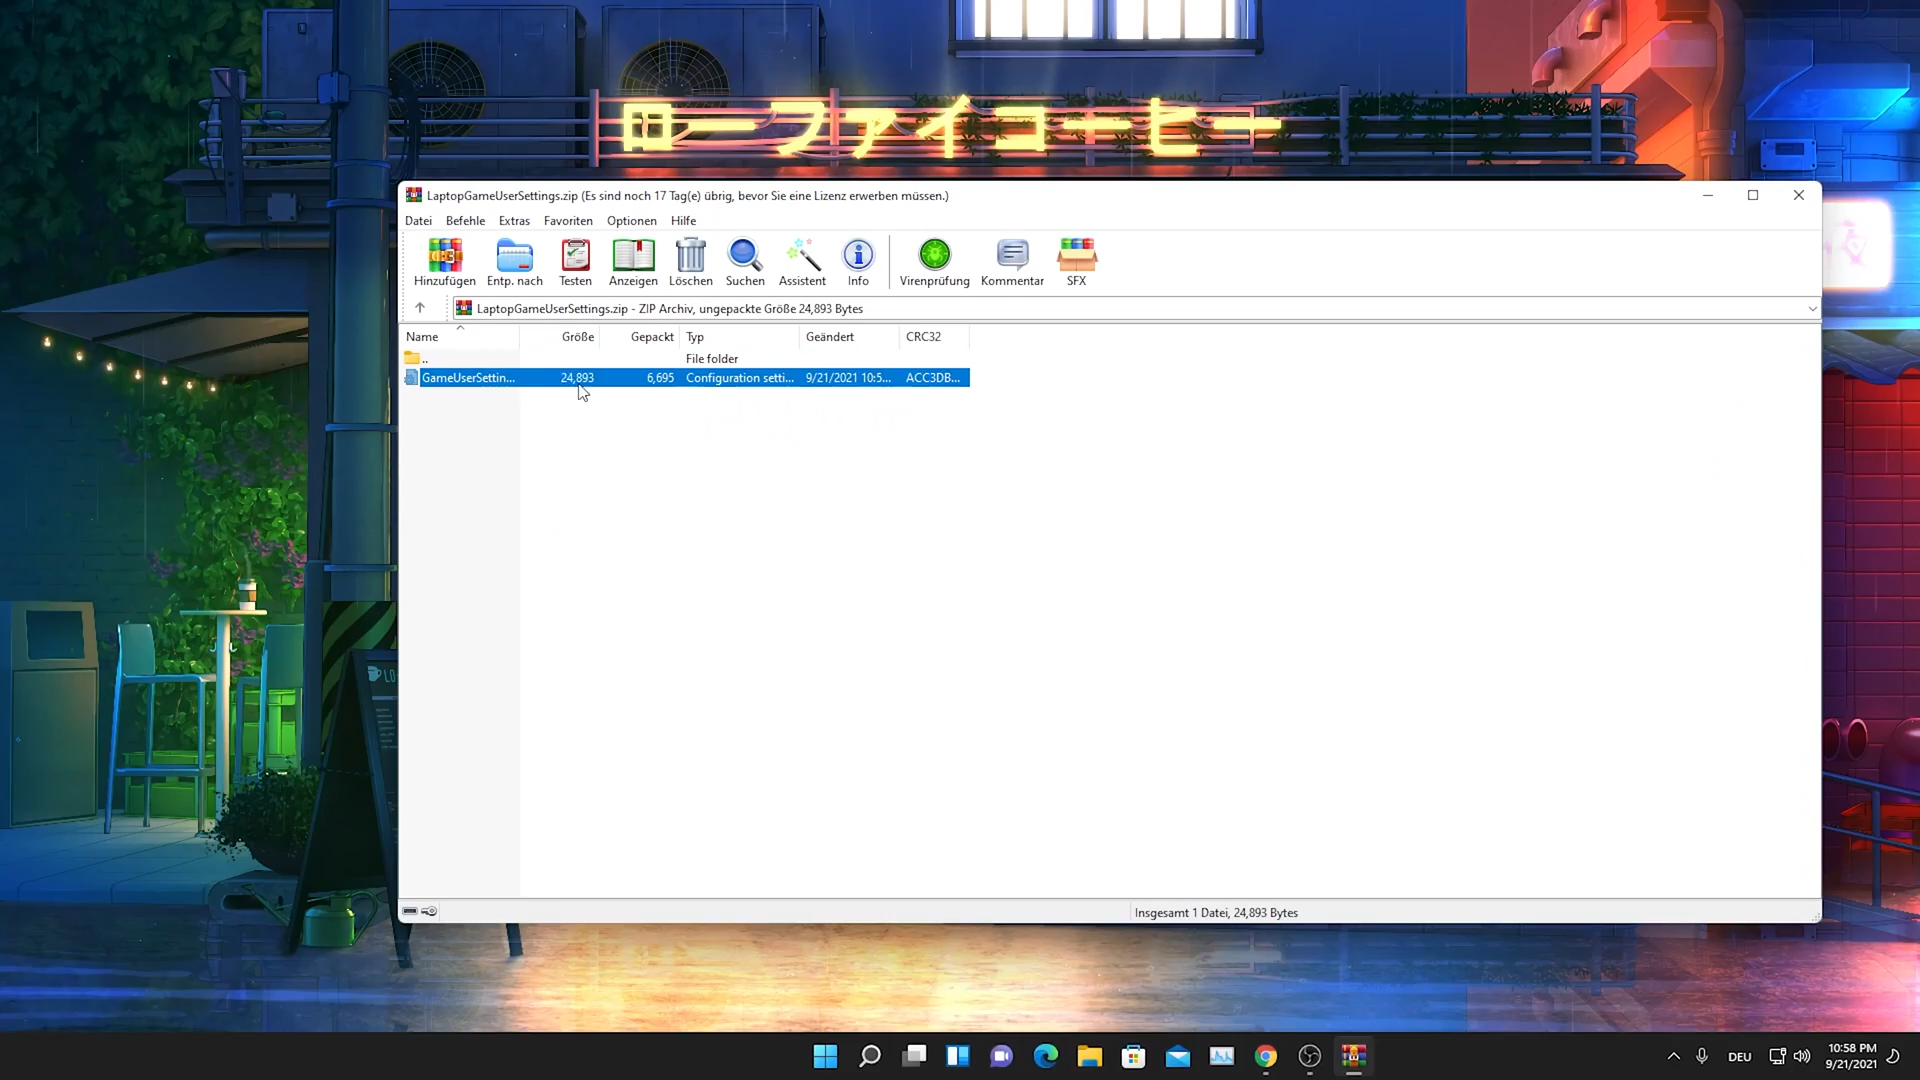 ローファイコーヒー
LaptopGameUserSettings.zip (Es sind noch 17 Tag(e) übrig, bevor Sie eine Lizenz erwerben müssen.)
Datei Befehle Extras Favoriten Optionen Hilfe
Hinzufügen Entp. nach Testen Anzeigen Löschen Suchen Assistent Info Virenprüfung Kommentar SFX
LaptopGameUserSettings.zip - ZIP Archiv, ungepackte Größe 24,893 Bytes
Name Größe Gepackt Typ Geändert CRC32
.. File folder
GameUserSettin... 24,893 6,695 Configuration setti... 9/21/2021 10:5... ACC3DB...
LO
Insgesamt 1 Datei, 24,893 Bytes
DEU
10:58 PM
9/21/2021